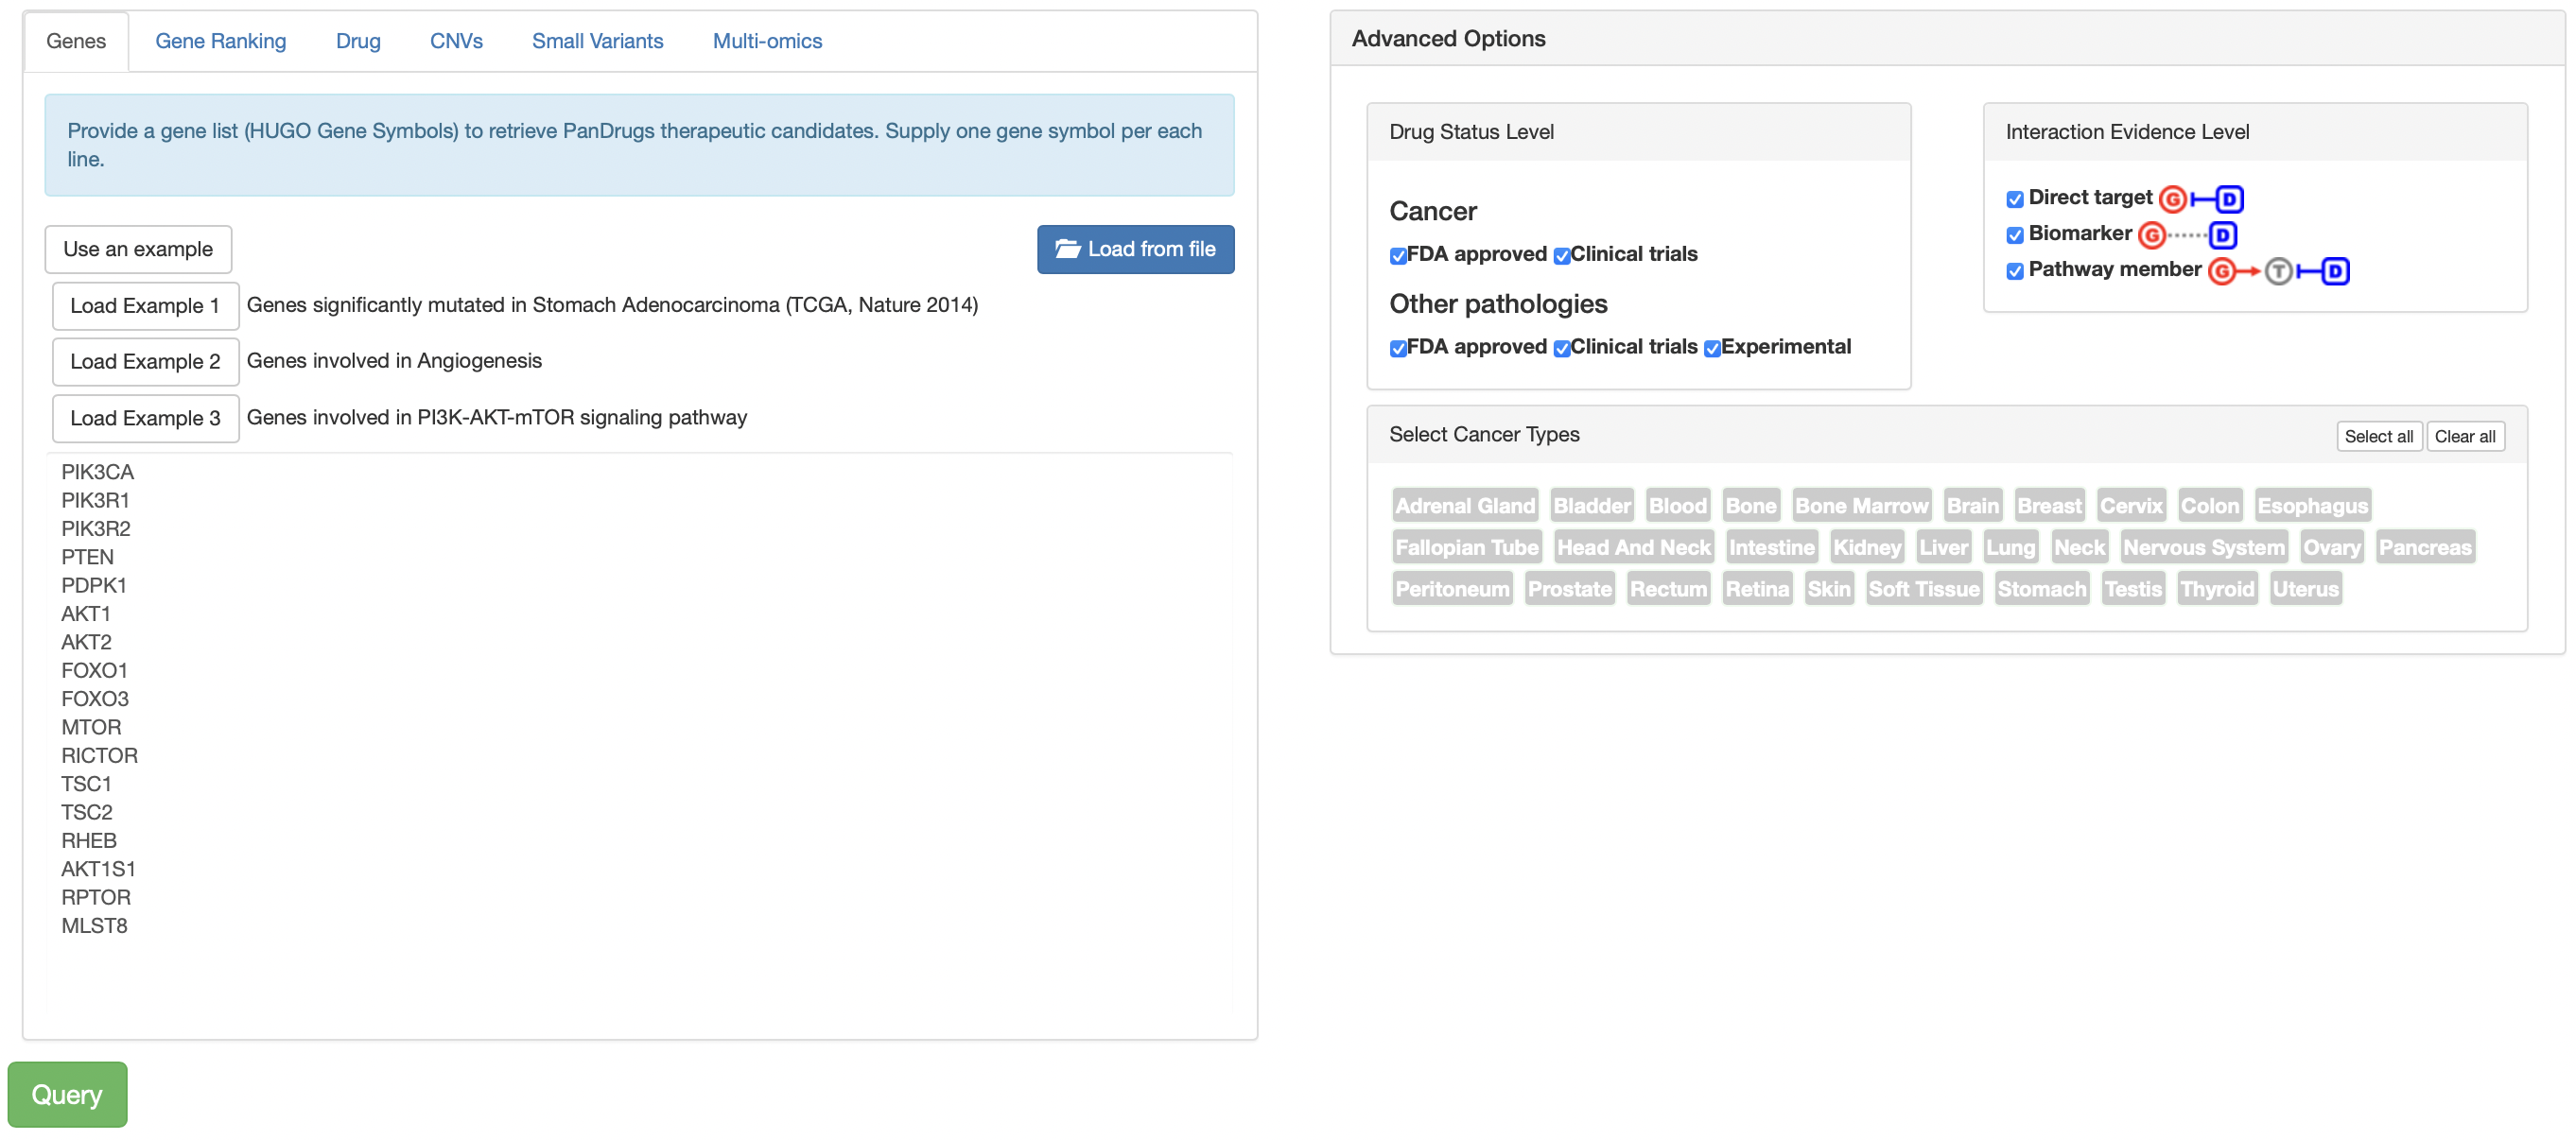 Genes Gene Ranking Drug CNVs Small Variants Multi-omics
Provide a gene list (HUGO Gene Symbols) to retrieve PanDrugs therapeutic candidates. Supply one gene symbol per each
line.
Use an example
Load from file
Load Example 1 Genes significantly mutated in Stomach Adenocarcinoma (TCGA, Nature 2014)
Load Example 2 Genes involved in Angiogenesis
Load Example 3 Genes involved in PI3K-AKT-mTOR signaling pathway
PIK3CA
PIK3R1
PIK3R2
PTEN
PDPK1
AKT1
AKT2
FOXO1
FOXO3
MTOR
RICTOR
TSC1
TSC2
RHEB
AKT1S1
RPTOR
MLST8
Query
Advanced Options
Drug Status Level
Cancer
FDA approved Clinical trials
Other pathologies
FDA approved Clinical trials Experimental
Interaction Evidence Level
Direct target G D
Biomarker G D
Pathway member G T D
Select Cancer Types Select all Clear all
Adrenal Gland Bladder Blood Bone Bone Marrow Brain Breast Cervix Colon Esophagus
Fallopian Tube Head And Neck Intestine Kidney Liver Lung Neck Nervous System Ovary Pancreas
Peritoneum Prostate Rectum Retina Skin Soft Tissue Stomach Testis Thyroid Uterus